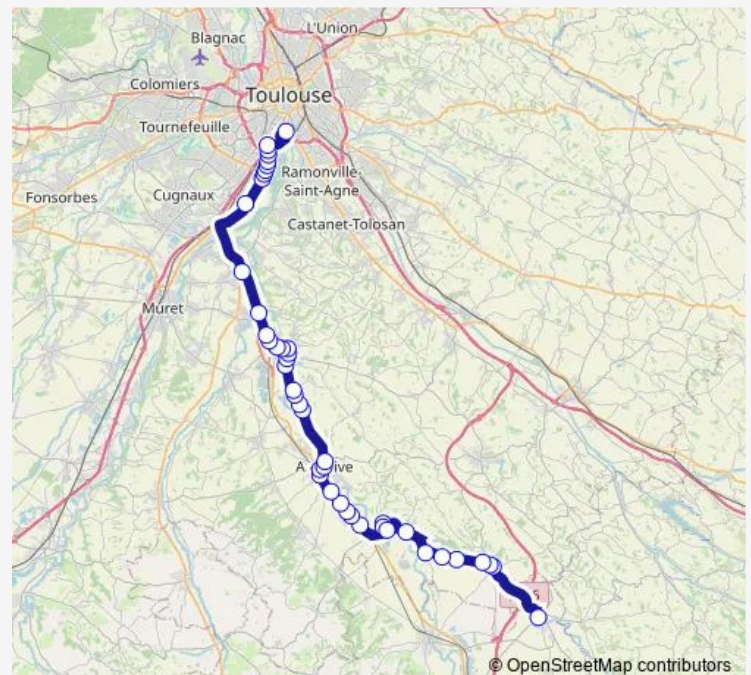 L'Union
Blagnac
Colomiers
Toulouse
Tournefeuille
Ramonville-
Saint-Agne
Fonsorbes
Cugnaux
Castanet-Tolosan
Muret
© OpenStreetMap contributors